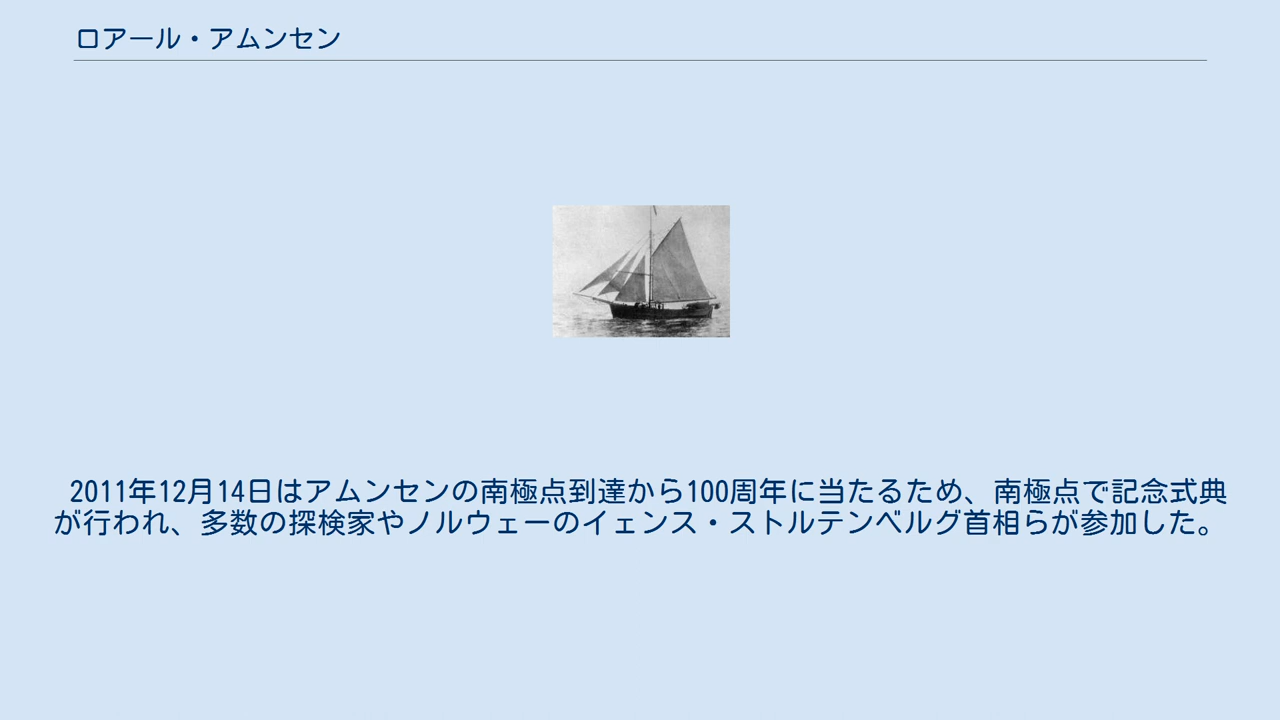 ロアール・アムンセン
2011年12月14日はアムンセンの南極点到達から100周年に当たるため、南極点で記念式典
が行われ、多数の探検家やノルウェーのイェンス・ストルテンベルグ首相らが参加した。